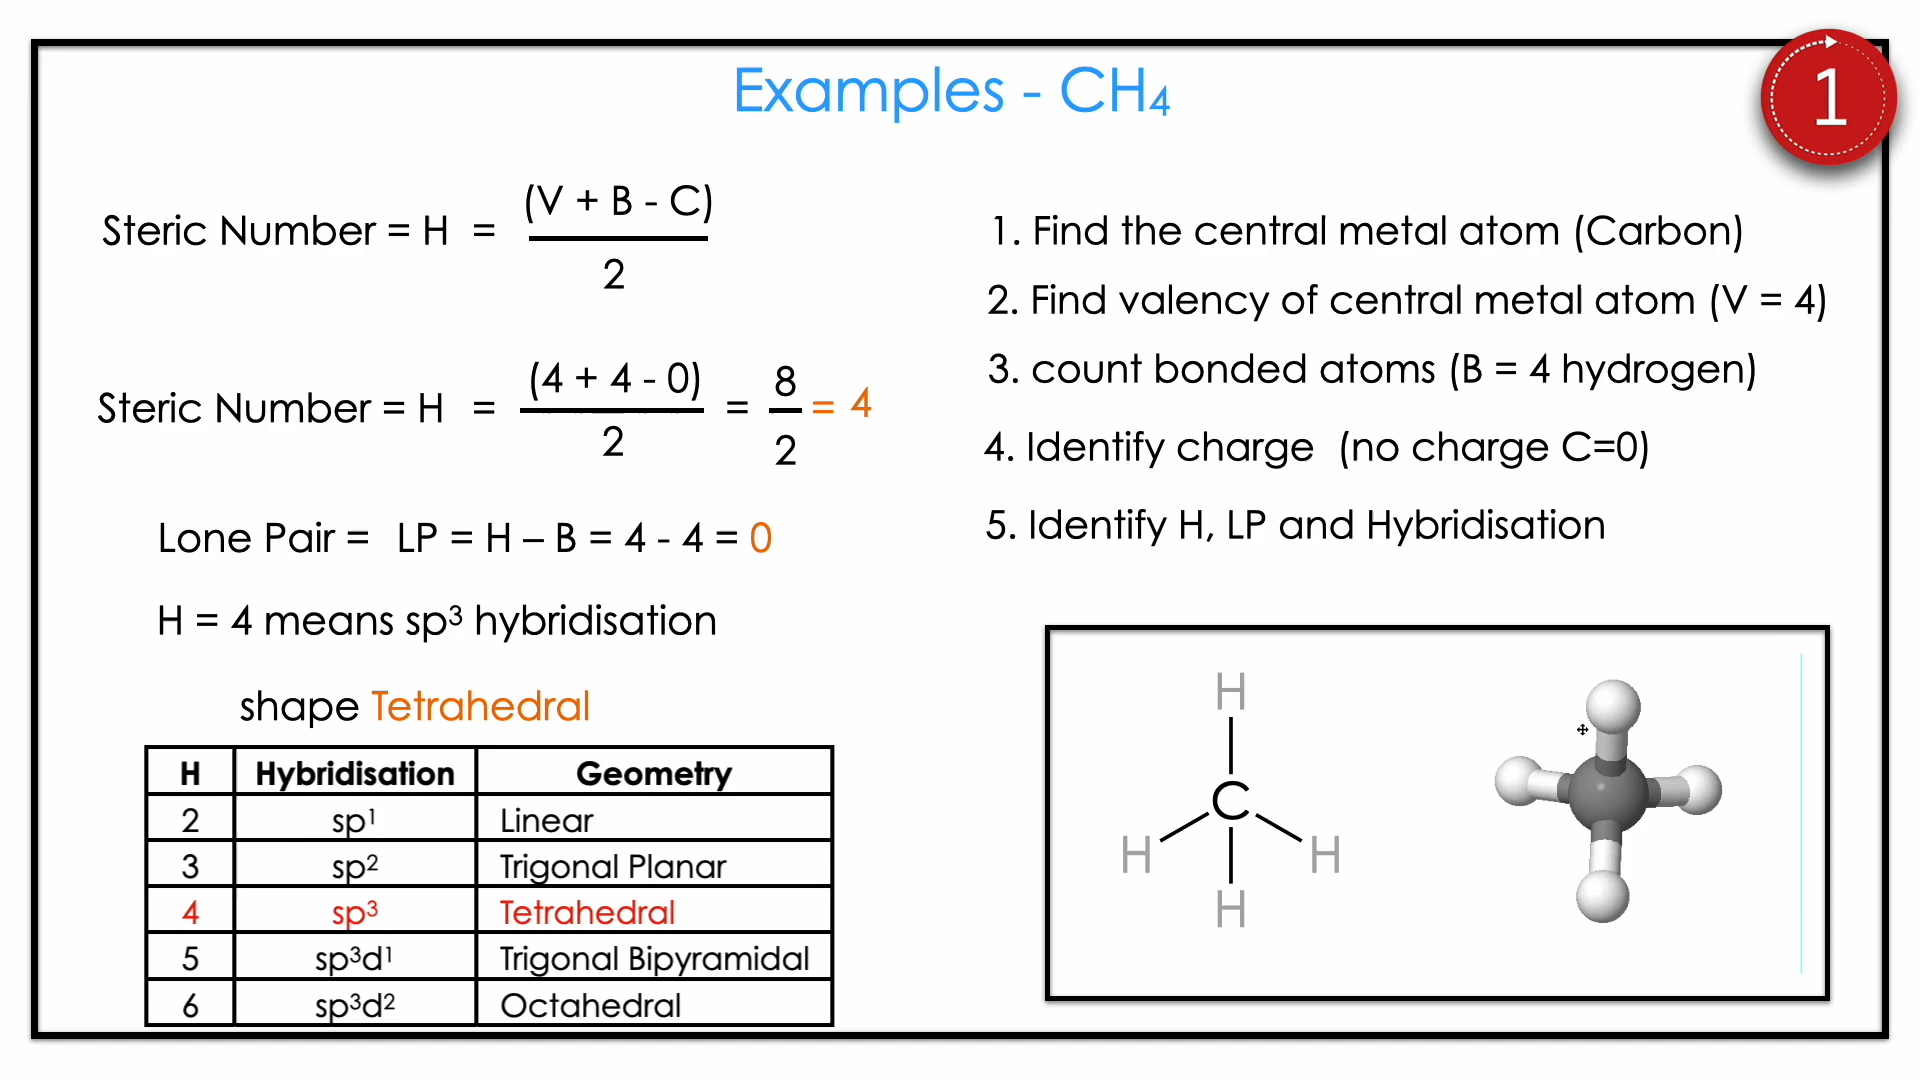 Examples - CH₄
1
Steric Number = H = (V + B - C)
2
Steric Number = H = (4 + 4 - 0) = 8 = 4
2 2
Lone Pair = LP = H – B = 4 - 4 = 0
H = 4 means sp³ hybridisation
shape Tetrahedral
H Hybridisation Geometry
2 sp¹ Linear
3 sp² Trigonal Planar
4 sp³ Tetrahedral
5 sp³d¹ Trigonal Bipyramidal
6 sp³d² Octahedral
1. Find the central metal atom (Carbon)
2. Find valency of central metal atom (V = 4)
3. count bonded atoms (B = 4 hydrogen)
4. Identify charge (no charge C=0)
5. Identify H, LP and Hybridisation
H
C
H H
H